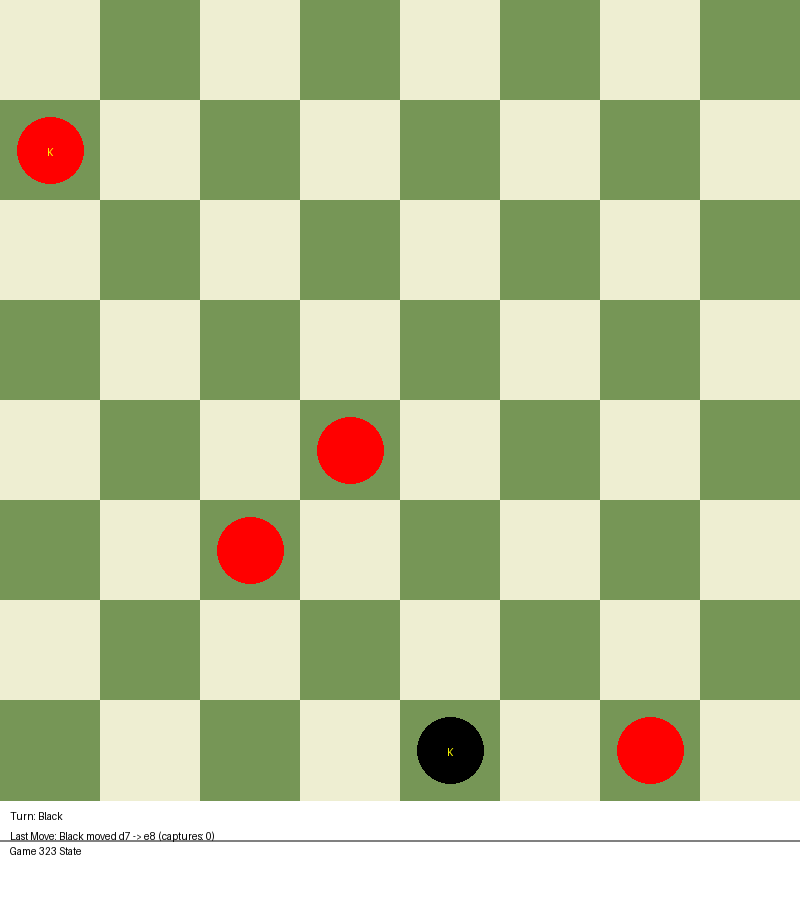 K
K
Turn: Black
Last Move: Black moved d7 -> e8 (captures: 0)
Game 323 State